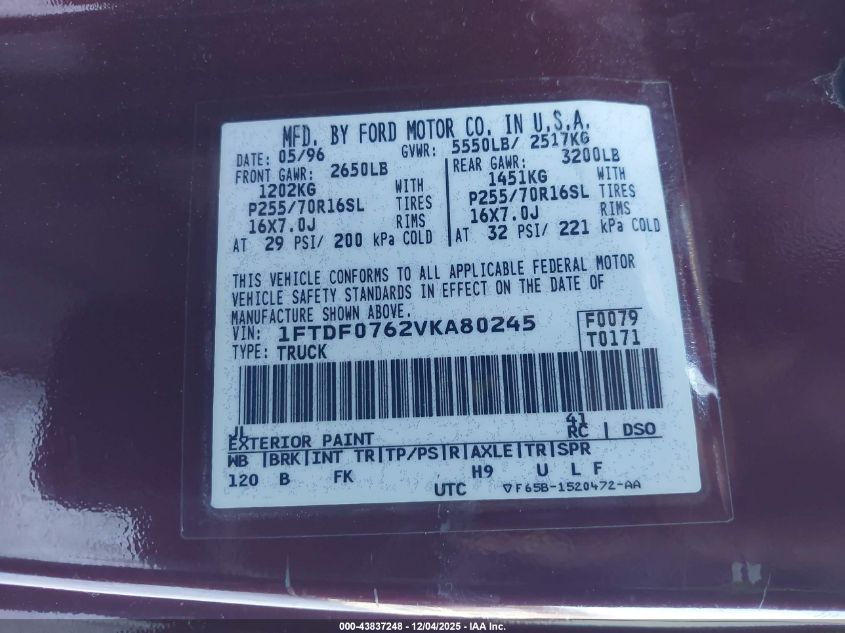 MFD. BY FORD MOTOR CO. IN U.S.A.
DATE: 05/96 GVWR: 5550LB/ 2517KG
FRONT GAWR: 2650LB REAR GAWR: 3200LB
1202KG WITH 1451KG WITH
P255/70R16SL TIRES P255/70R16SL TIRES
16X7.0J RIMS 16X7.0J RIMS
AT 29 PSI/ 200 kPa COLD AT 32 PSI/ 221 kPa COLD
THIS VEHICLE CONFORMS TO ALL APPLICABLE FEDERAL MOTOR
VEHICLE SAFETY STANDARDS IN EFFECT ON THE DATE OF
MANUFACTURE SHOWN ABOVE.
VIN: 1FTDF0762VKA80245 F0079
TYPE: TRUCK T0171
JL 41
EXTERIOR PAINT RC | DSO
WB |BRK|INT TR|TP/PS|R|AXLE|TR|SPR
120 B FK H9 U L F
UTC ▽F65B-1520472-AA
000-43837248 - 12/04/2025 - IAA Inc.